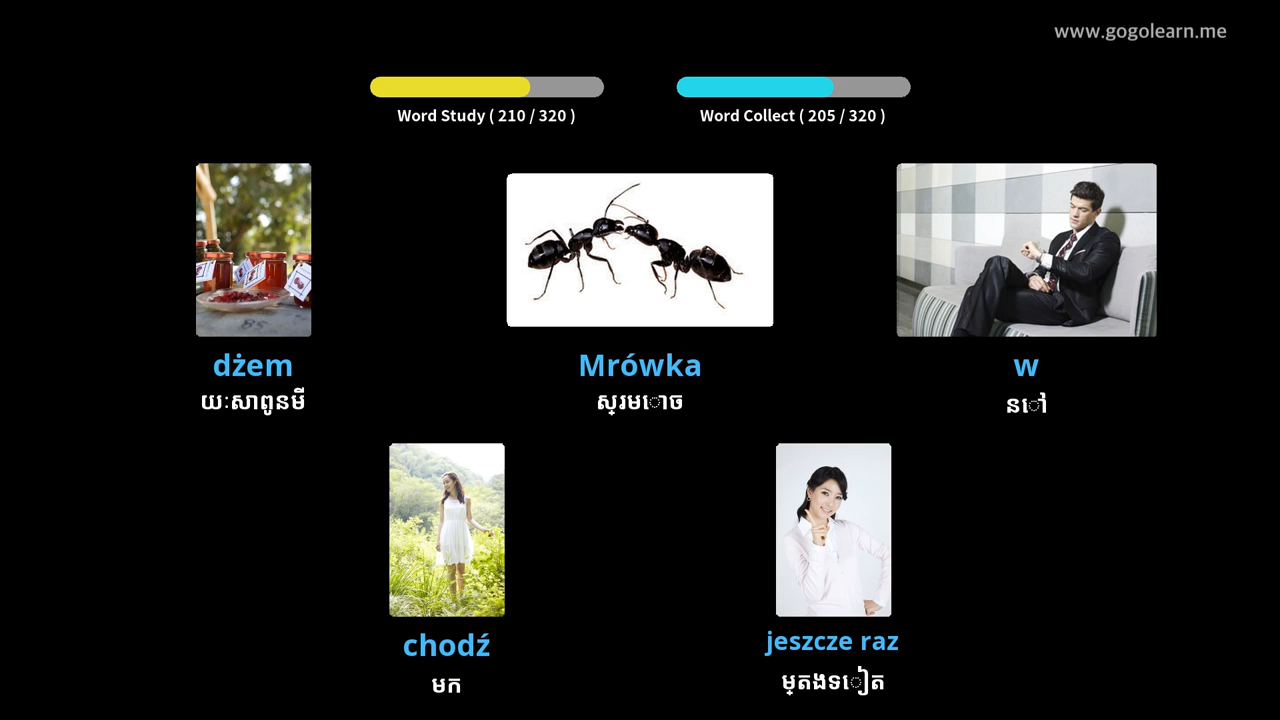 www.gogolearn.me
Word Study ( 210 / 320 )
Word Collect ( 205 / 320 )
dżem
យៈសាពូនមី
Mrówka
ស្រមោច
w
នៅ
chodź
មក
jeszcze raz
ម្តងទៀត